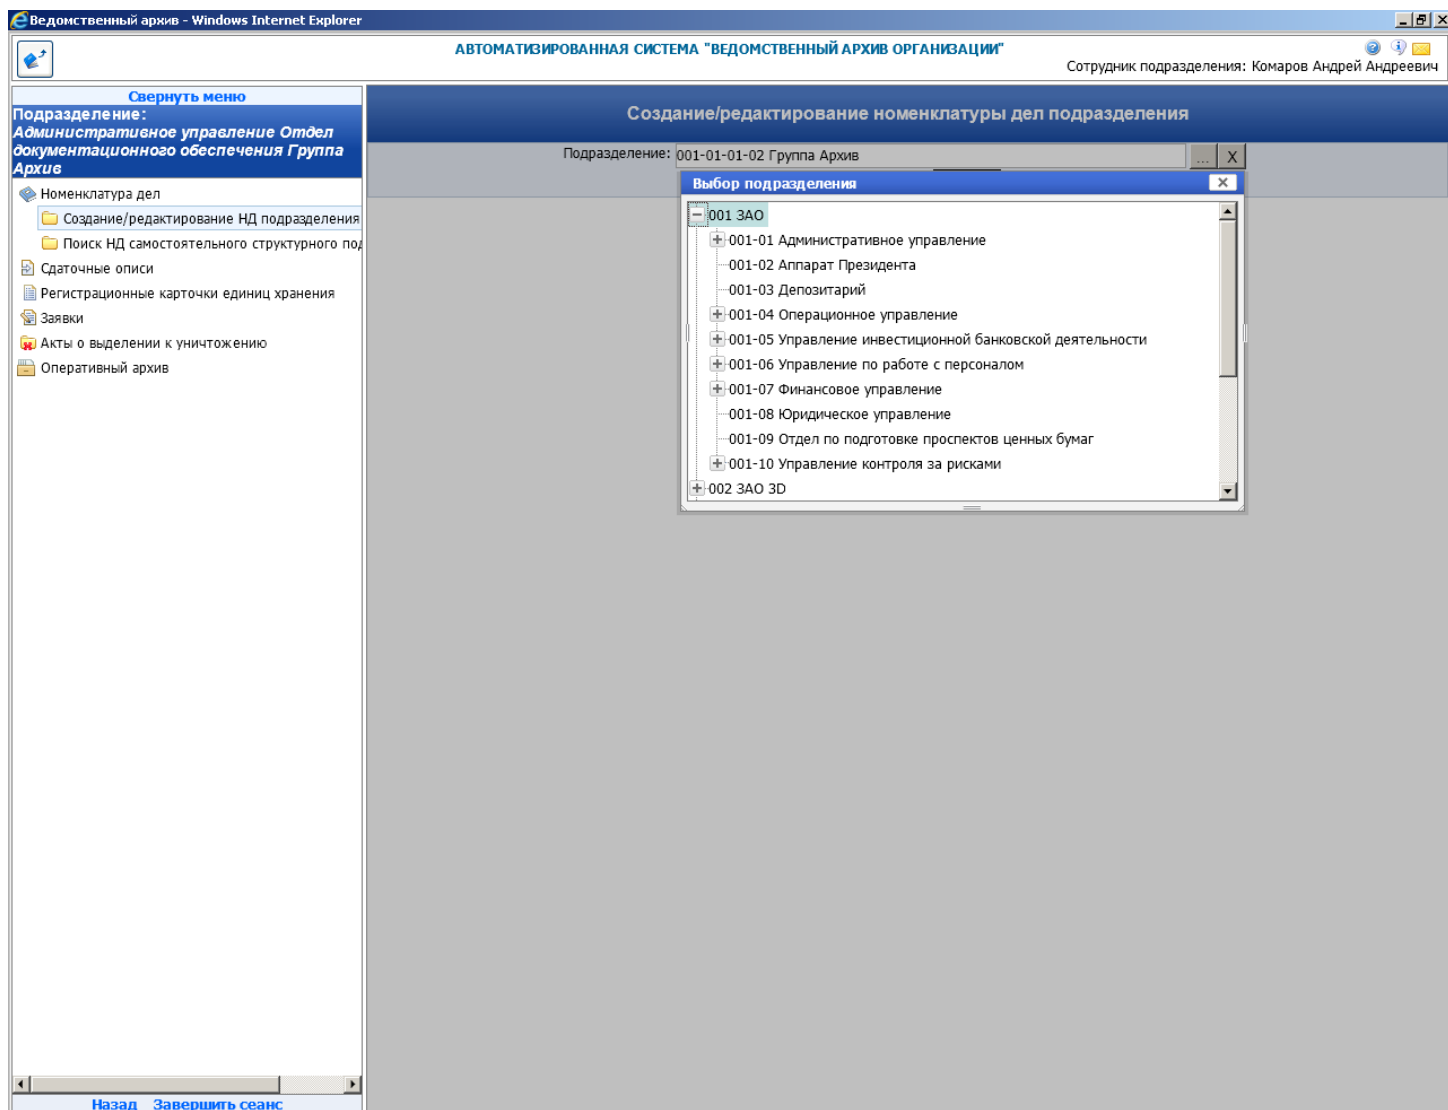 Ведомственный архив - Windows Internet Explorer
АВТОМАТИЗИРОВАННАЯ СИСТЕМА "ВЕДОМСТВЕННЫЙ АРХИВ ОРГАНИЗАЦИИ"
Сотрудник подразделения: Комаров Андрей Андреевич
Свернуть меню
Подразделение:
Административное управление Отдел
документационного обеспечения Группа
Архив
Номенклатура дел
Создание/редактирование НД подразделения
Поиск НД самостоятельного структурного под
Сдаточные описи
Регистрационные карточки единиц хранения
Заявки
Акты о выделении к уничтожению
Оперативный архив
Назад Завершить сеанс
Создание/редактирование номенклатуры дел подразделения
Подразделение: 001-01-01-02 Группа Архив ... X
Выбор подразделения
001 ЗАО
001-01 Административное управление
001-02 Аппарат Президента
001-03 Депозитарий
001-04 Операционное управление
001-05 Управление инвестиционной банковской деятельности
001-06 Управление по работе с персоналом
001-07 Финансовое управление
001-08 Юридическое управление
001-09 Отдел по подготовке проспектов ценных бумаг
001-10 Управление контроля за рисками
002 ЗАО 3D